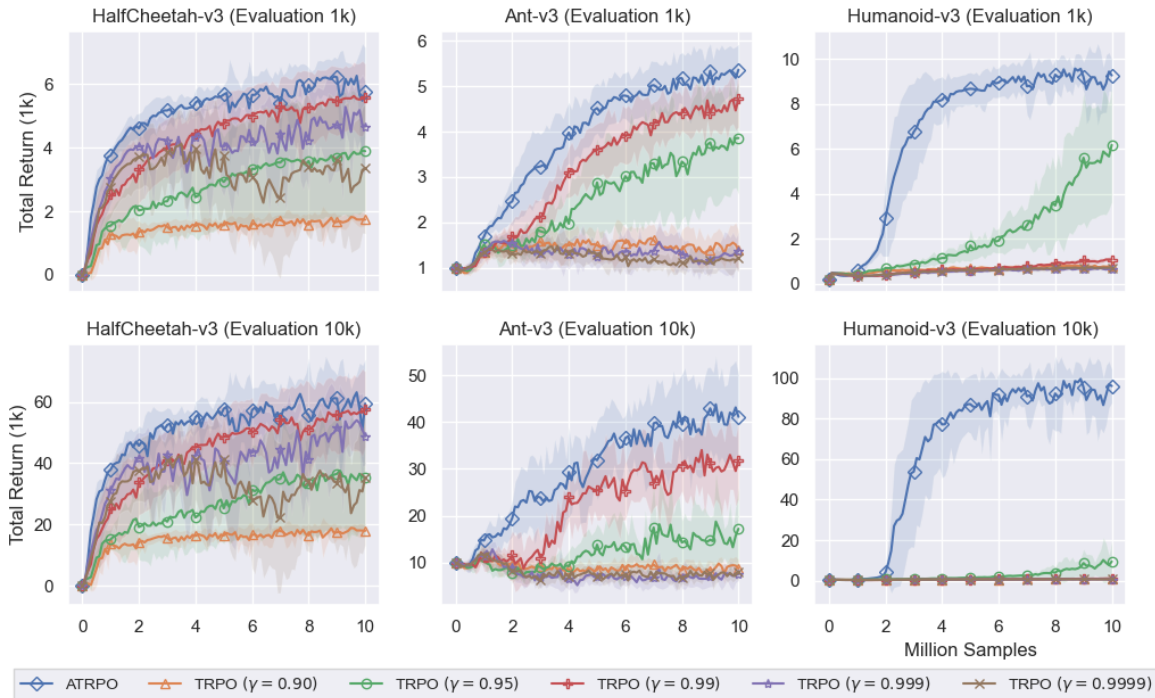 HalfCheetah-v3 (Evaluation 1k)
Ant-v3 (Evaluation 1k)
Humanoid-v3 (Evaluation 1k)
Total Return (1k)
6
4
2
0
6
5
4
3
2
1
10
8
6
4
2
0
HalfCheetah-v3 (Evaluation 10k)
Ant-v3 (Evaluation 10k)
Humanoid-v3 (Evaluation 10k)
Total Return (1k)
60
40
20
0
50
40
30
20
10
100
80
60
40
20
0
0 2 4 6 8 10
0 2 4 6 8 10
0 2 4 6 8 10
Million Samples
ATRPO TRPO (γ = 0.90) TRPO (γ = 0.95) TRPO (γ = 0.99) TRPO (γ = 0.999) TRPO (γ = 0.9999)